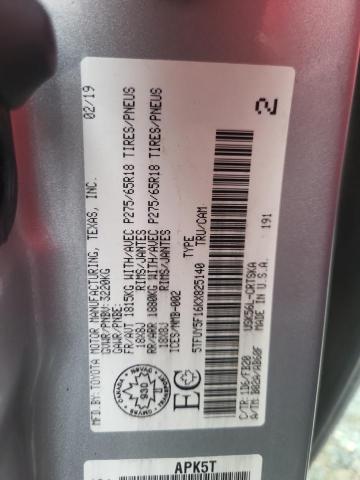 MFD. BY: TOYOTA MOTOR MANUFACTURING, TEXAS, INC. 02/19
GVWR/PNBV: 3220KG
GAWR/PNBE:
FR/AVT 1815KG WITH/AVEC P275/65R18 TIRES/PNEUS
18X8J RIMS/JANTES
RR/ARR 1880KG WITH/AVEC P275/65R18 TIRES/PNEUS
18X8J RIMS/JANTES
ICES/NMB-002
CANADA
930
EC
5TFUY5F16KX825140
TYPE
TRU/CAM
USK56L-CRTSKA
C/TR: 1D6/FB20
A/TM: B02A/AB60F
MADE IN U.S.A.
191
2
APK5T